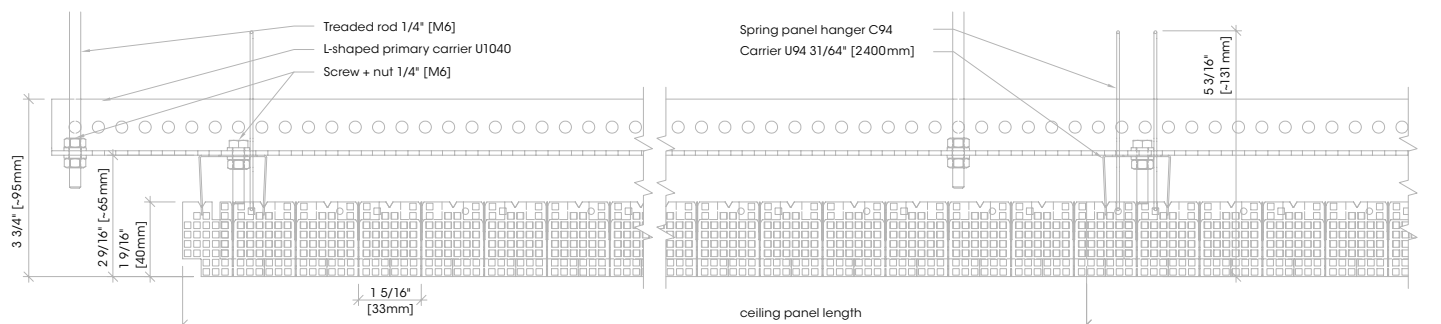 Treaded rod 1/4" [M6]
L-shaped primary carrier U1040
Screw + nut 1/4" [M6]
Spring panel hanger C94
Carrier U94 31/64" [2400mm]
5 3/16"
[~131 mm]
3 3/4" [~95mm]
2 9/16" [~65mm]
1 9/16"
[40mm]
1 5/16"
[33mm]
ceiling panel length